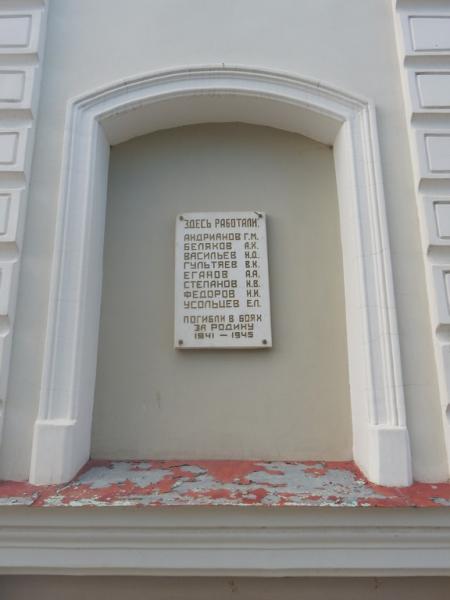 ЗДЕСЬ РАБОТАЛИ:
АНДРИАНОВ Г.М.
БЕЛЯКОВ А.Х.
ВАСИЛЬЕВ Н.Д.
ГУЛЬТЯЕВ В.К.
ЕГАНОВ А.А.
СТЕПАНОВ Н.В.
ФЕДОРОВ Н.И.
УСОЛЬЦЕВ Е.Л.
ПОГИБЛИ В БОЯХ
ЗА РОДИНУ
1941 — 1945